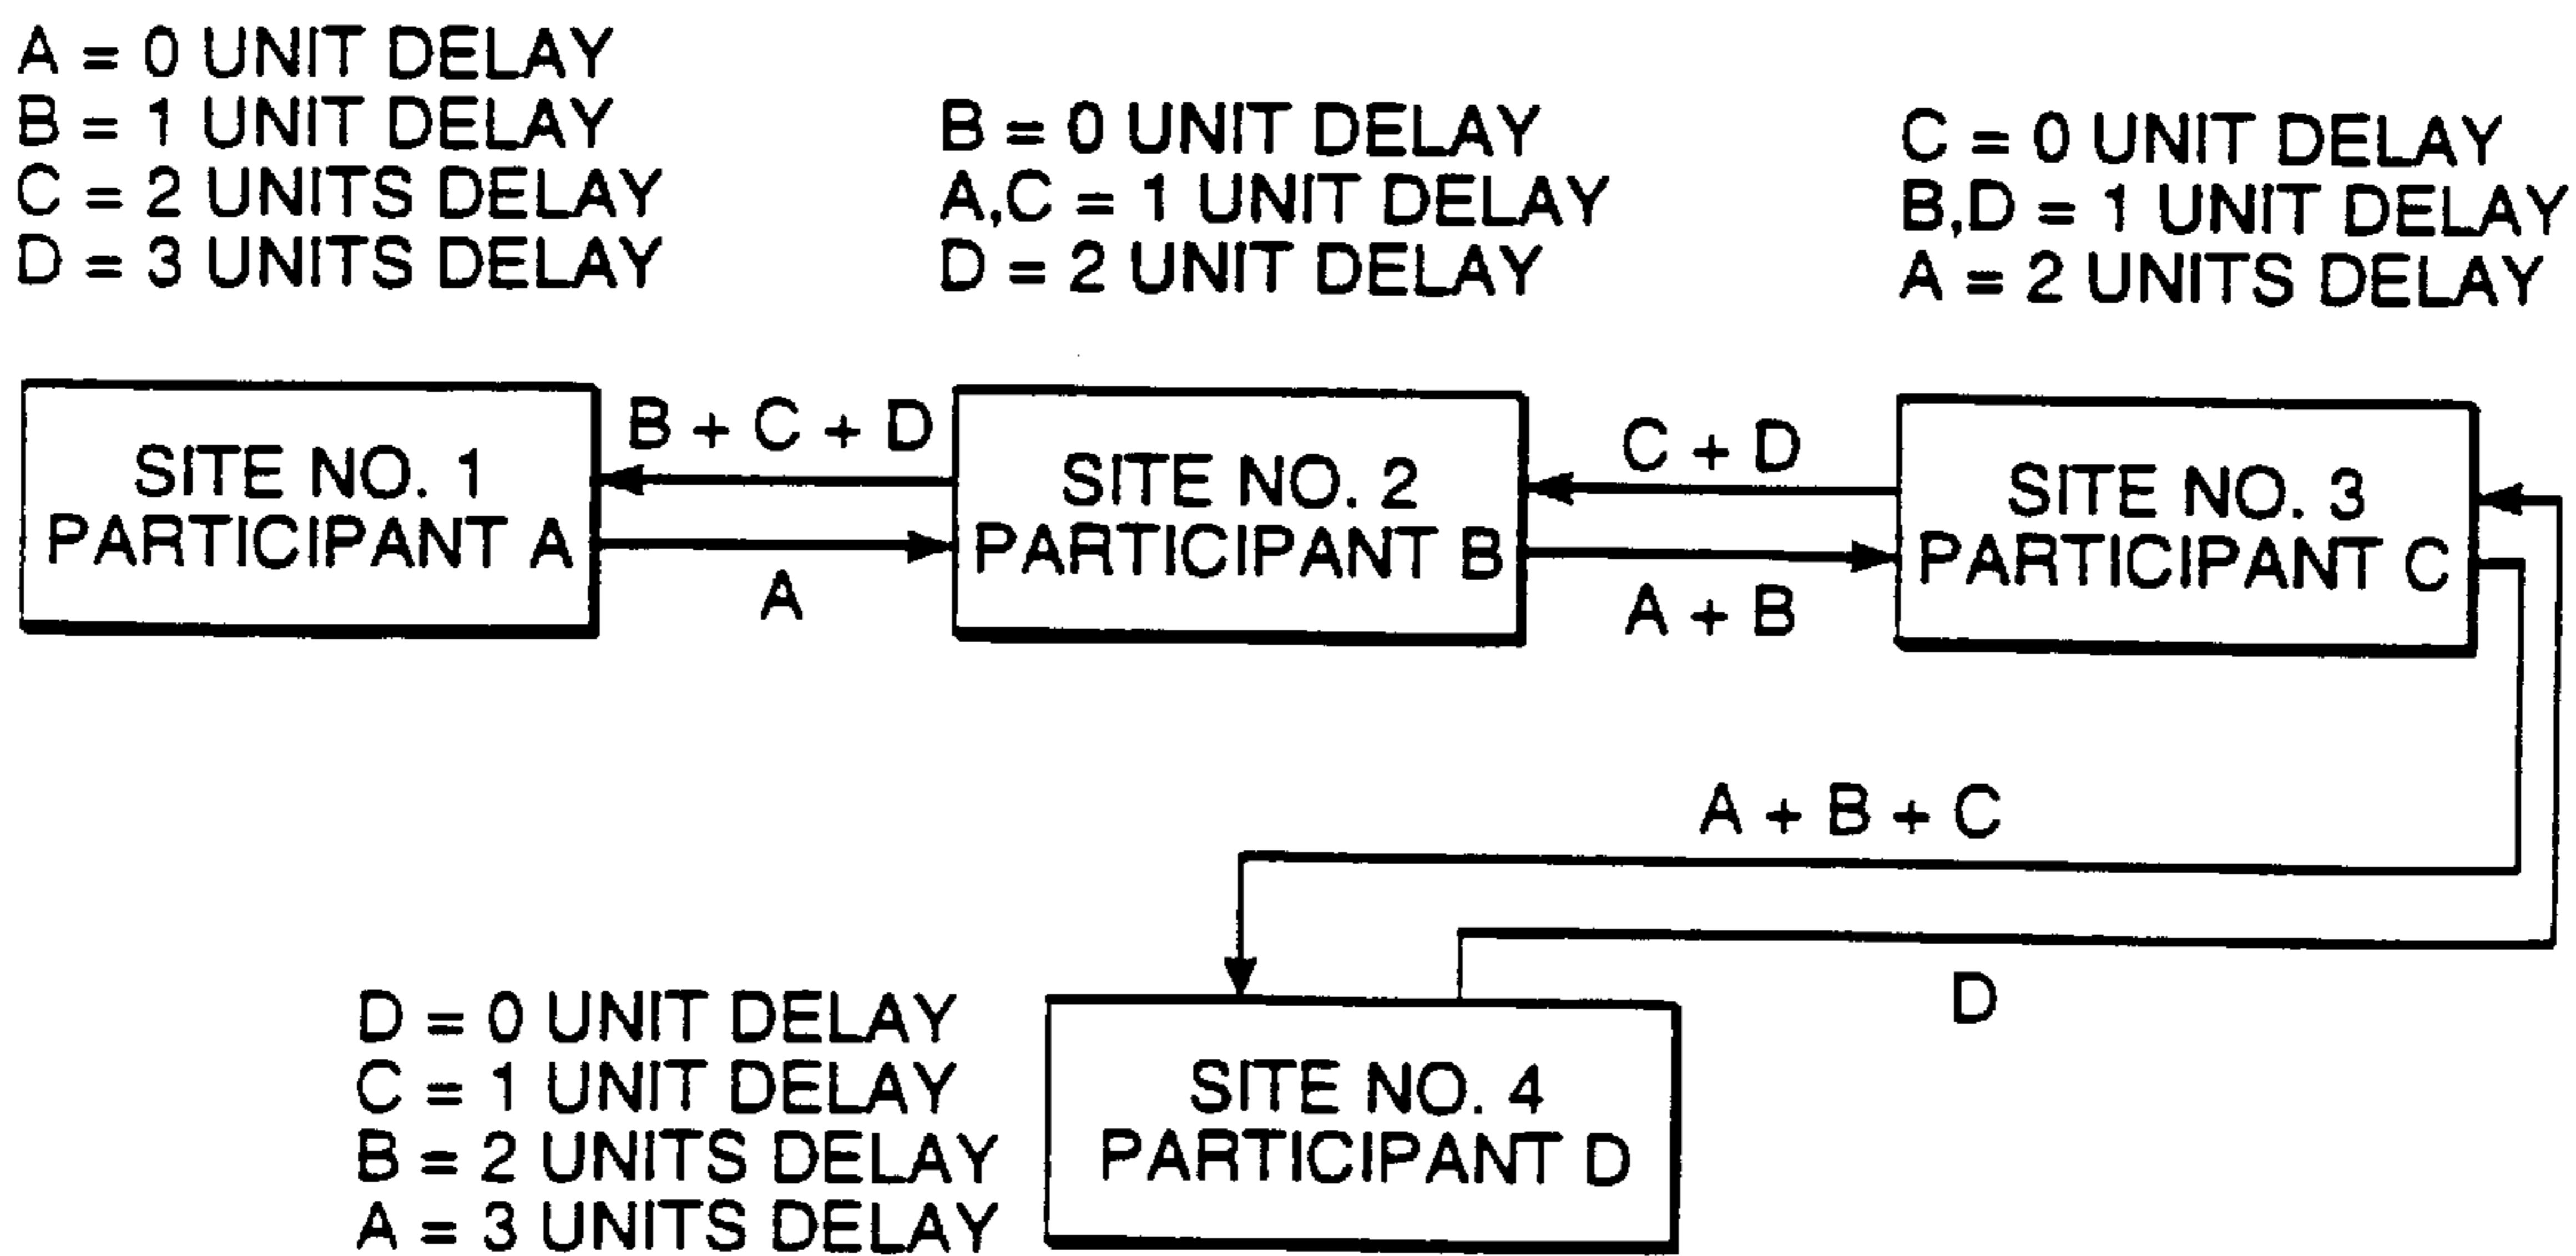 A = 0 UNIT DELAY
B = 1 UNIT DELAY
C = 2 UNITS DELAY
D = 3 UNITS DELAY
B = 0 UNIT DELAY
A,C = 1 UNIT DELAY
D = 2 UNIT DELAY
C = 0 UNIT DELAY
B,D = 1 UNIT DELAY
A = 2 UNITS DELAY
SITE NO. 1
PARTICIPANT A
B + C + D
A
SITE NO. 2
PARTICIPANT B
C + D
A + B
SITE NO. 3
PARTICIPANT C
A + B + C
D
D = 0 UNIT DELAY
C = 1 UNIT DELAY
B = 2 UNITS DELAY
A = 3 UNITS DELAY
SITE NO. 4
PARTICIPANT D